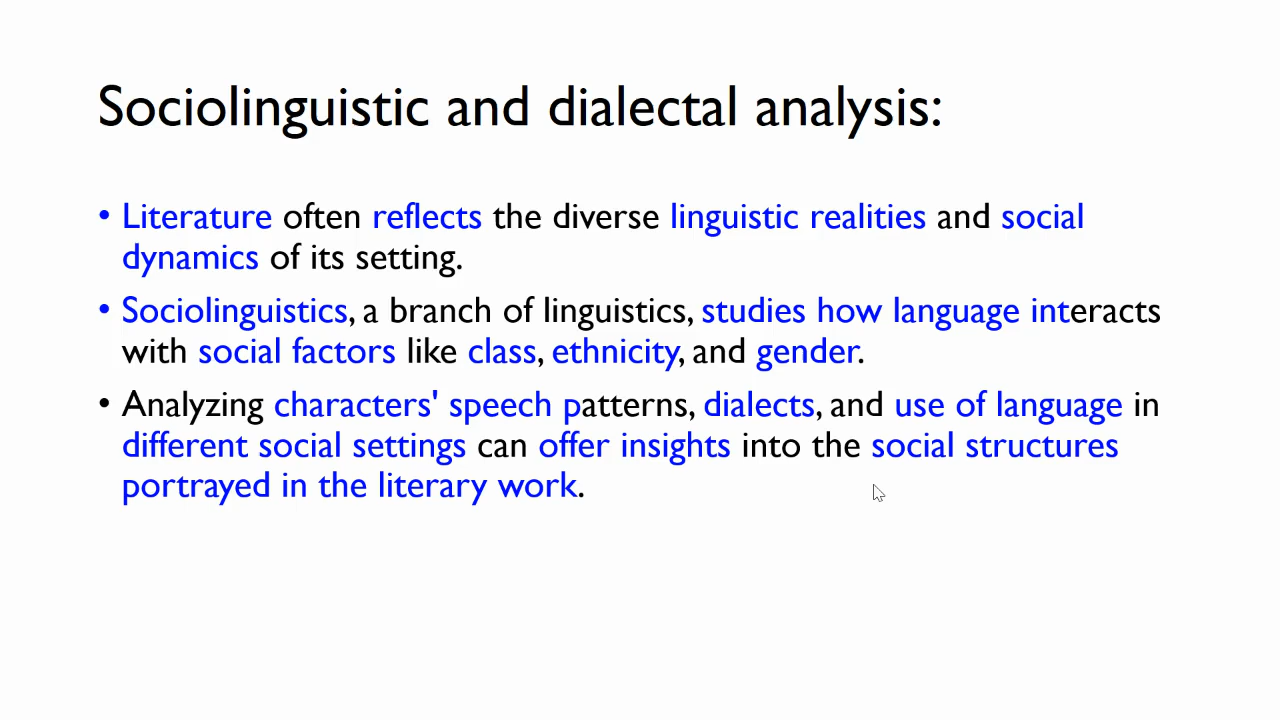 Sociolinguistic and dialectal analysis:
• Literature often reflects the diverse linguistic realities and social
dynamics of its setting.
• Sociolinguistics, a branch of linguistics, studies how language interacts
with social factors like class, ethnicity, and gender.
• Analyzing characters' speech patterns, dialects, and use of language in
different social settings can offer insights into the social structures
portrayed in the literary work.